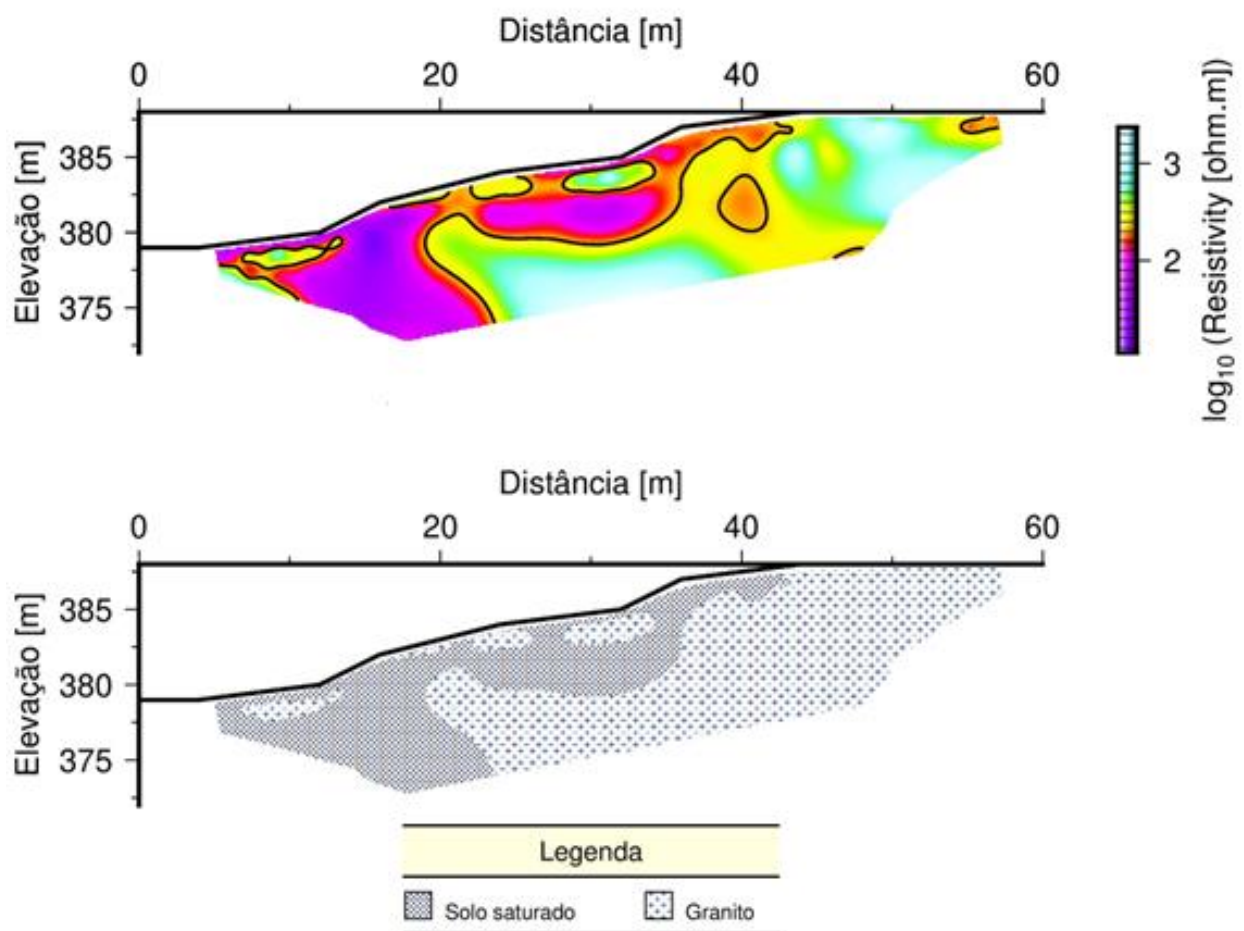 Distância [m]
0 20 40 60
Elevação [m]
385
380
375
3
2
log10 (Resistivity [ohm.m])
Distância [m]
0 20 40 60
Elevação [m]
385
380
375
Legenda
Solo saturado Granito